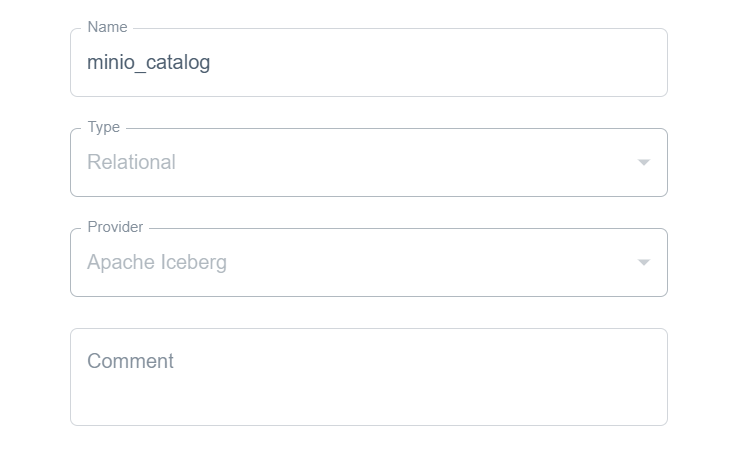 Name
minio_catalog
Type
Relational
Provider
Apache Iceberg
Comment